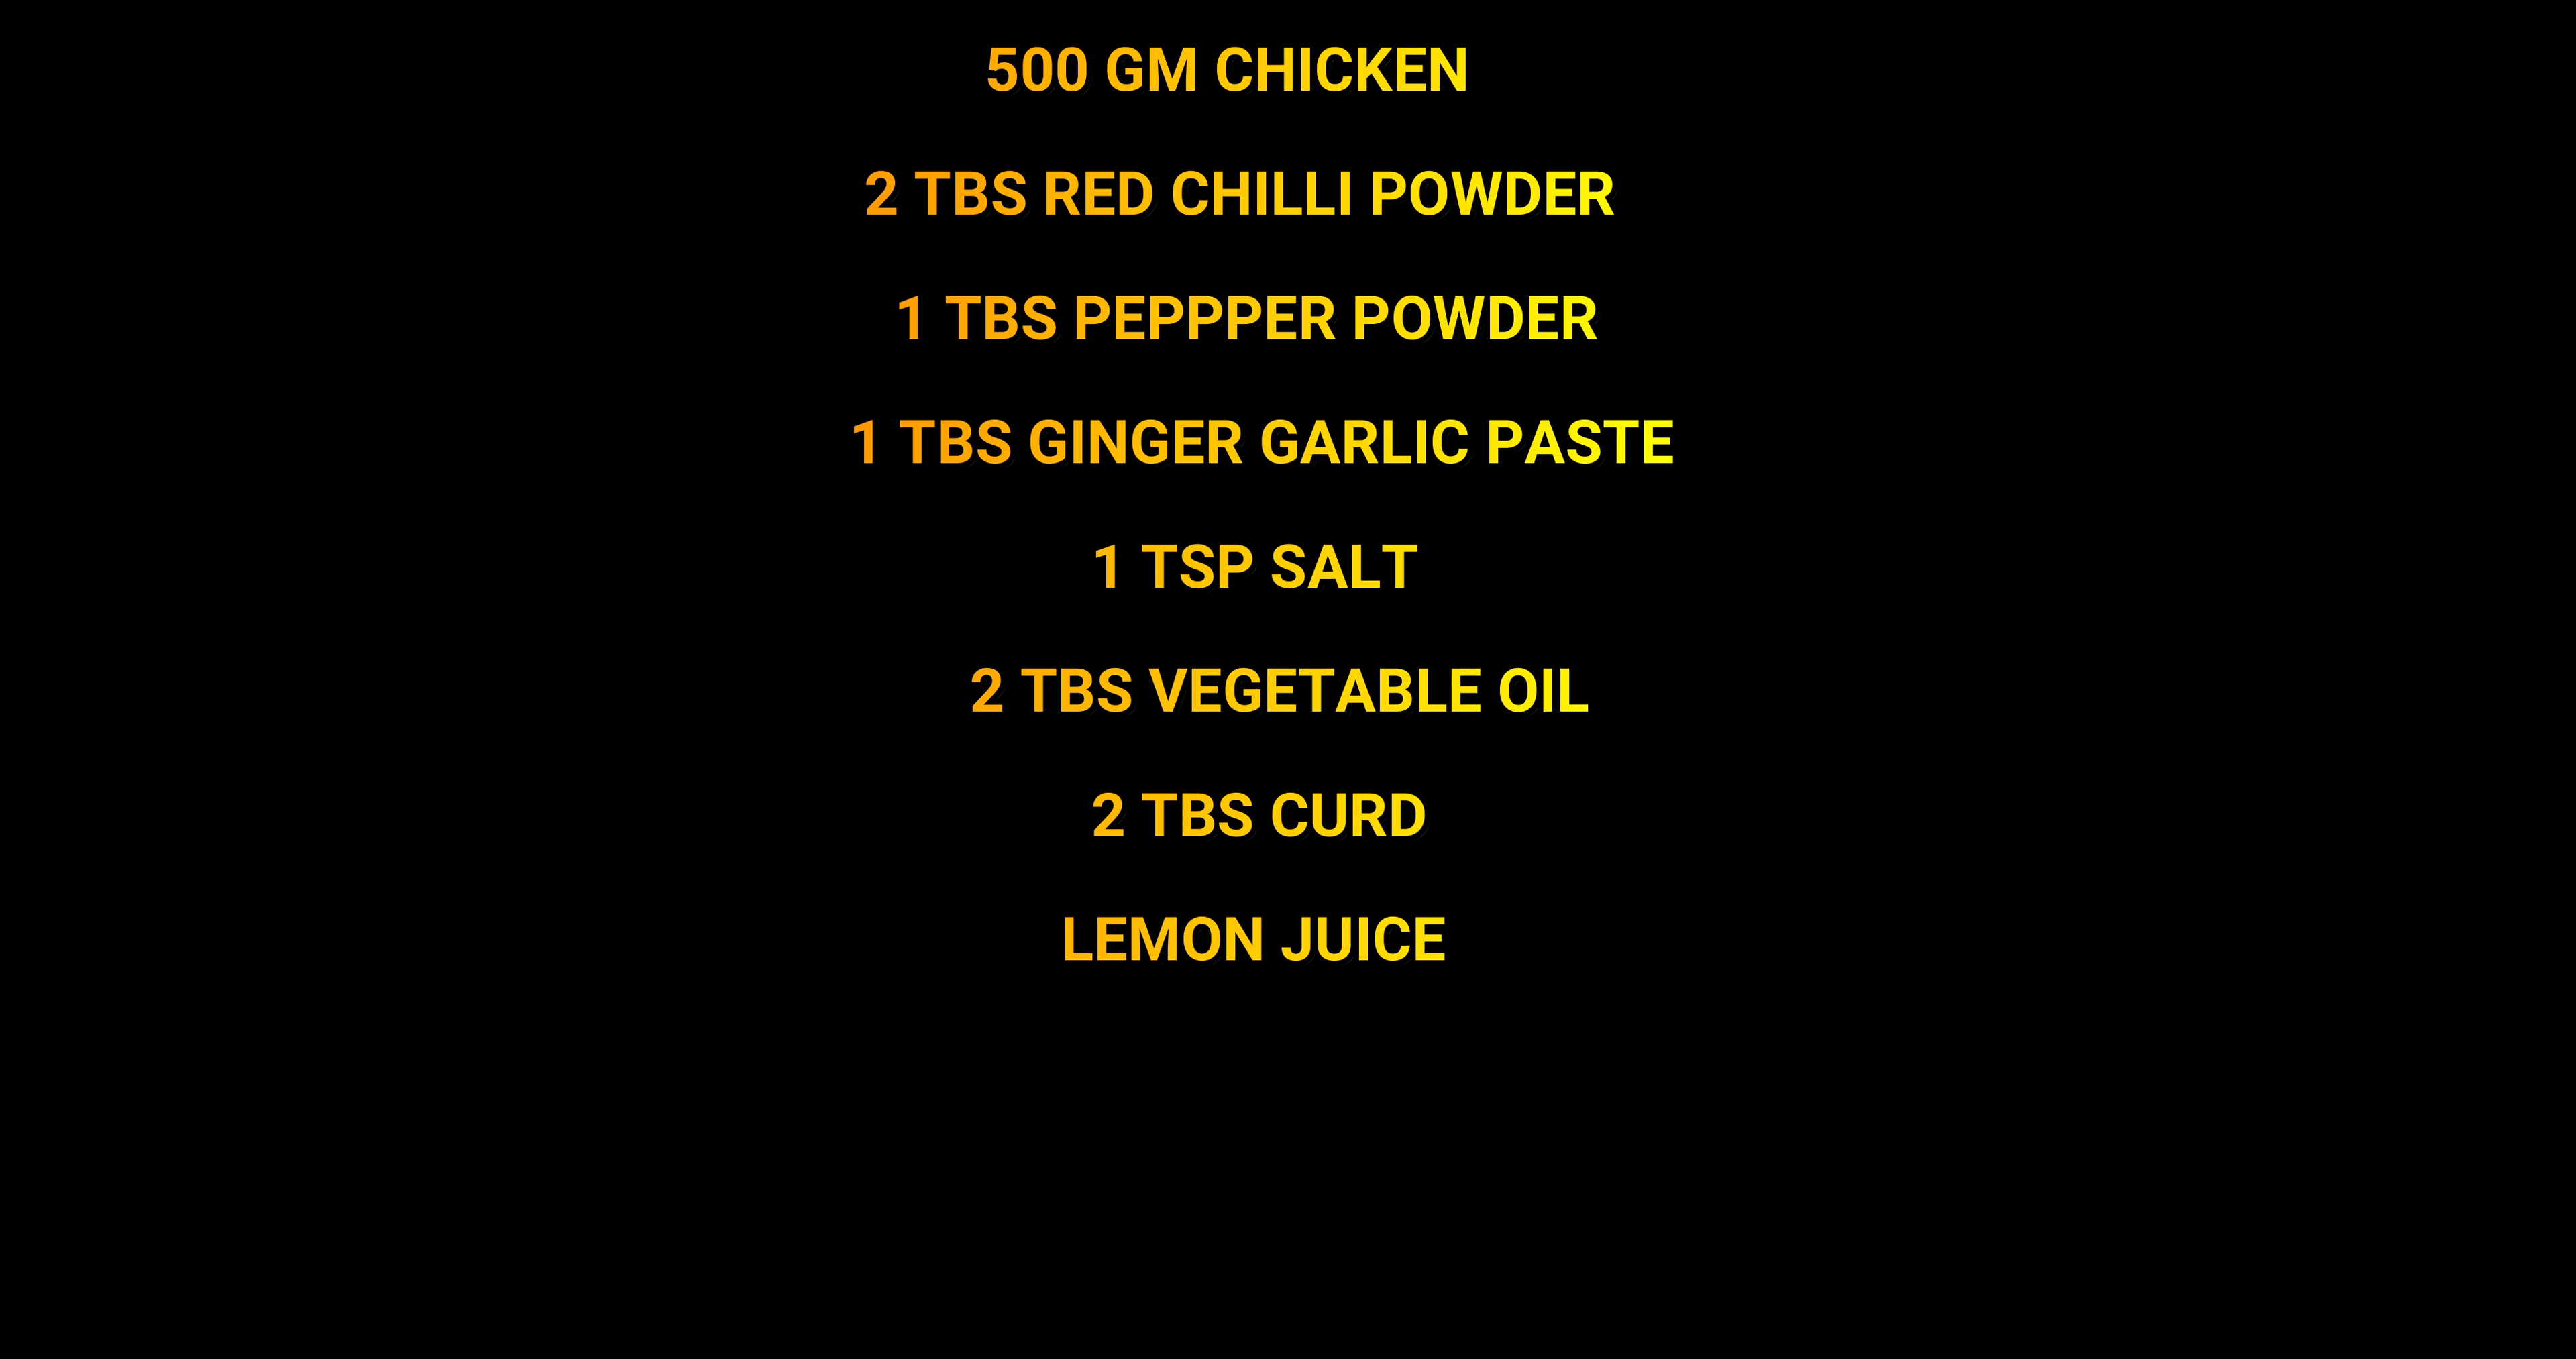 500 GM CHICKEN
2 TBS RED CHILLI POWDER
1 TBS PEPPPER POWDER
1 TBS GINGER GARLIC PASTE
1 TSP SALT
2 TBS VEGETABLE OIL
2 TBS CURD
LEMON JUICE